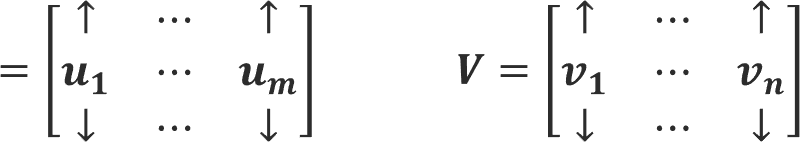 = [ ↑ ⋯ ↑ ] [ ↑ ⋯ ↑ ]
= [ u₁ ⋯ uₘ ] V = [ v₁ ⋯ vₙ ]
[ ↓ ⋯ ↓ ] [ ↓ ⋯ ↓ ]